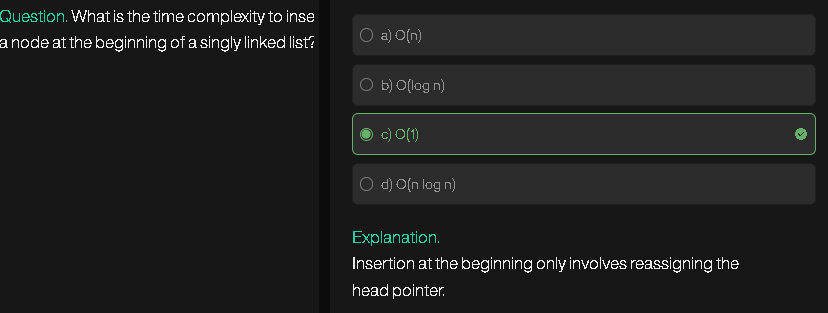 Question. What is the time complexity to inse
a node at the beginning of a singly linked list?
a) O(n)
b) O(log n)
c) O(1)
d) O(n log n)
Explanation.
Insertion at the beginning only involves reassigning the
head pointer.